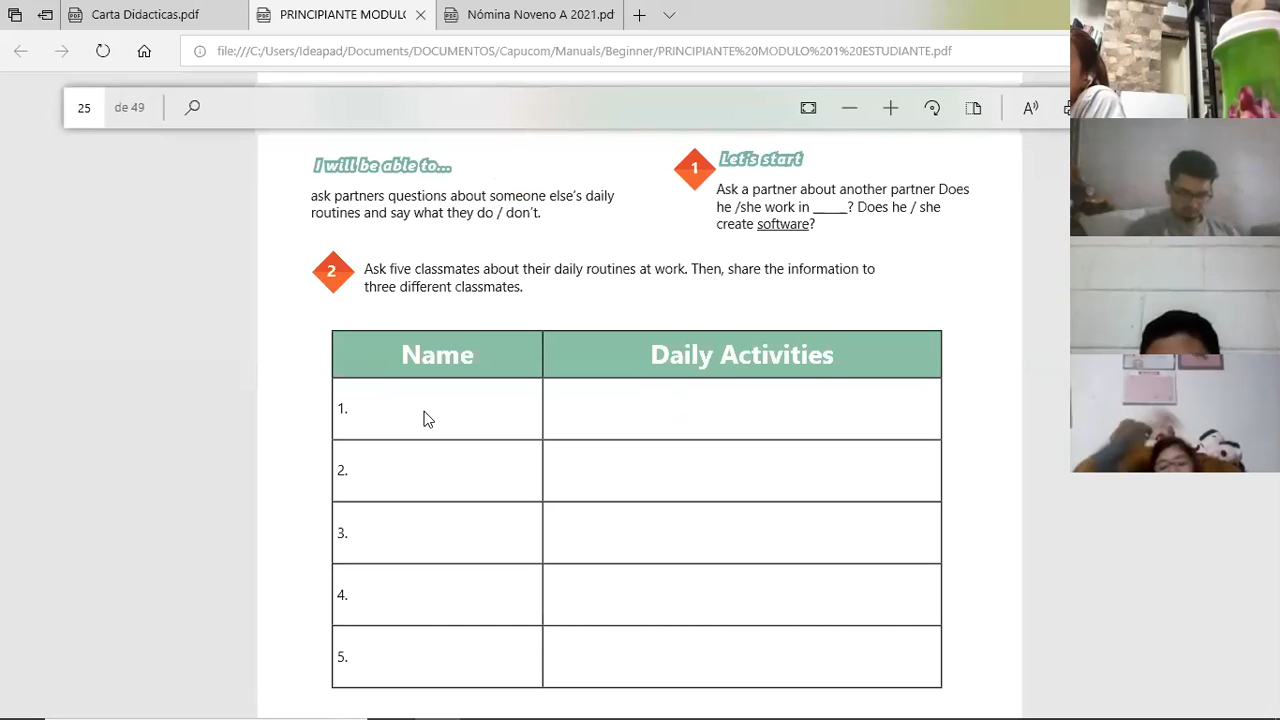 Carta Didacticas.pdf
PRINCIPIANTE MODULO
Nómina Noveno A 2021.pd
file:///C:/Users/Ideapad/Documents/DOCUMENTOS/Capucom/Manuals/Beginner/PRINCIPIANTE%20MODULO%201%20ESTUDIANTE.pdf
25 de 49
I will be able to...
ask partners questions about someone else's daily
routines and say what they do / don't.
1 Let's start
Ask a partner about another partner Does
he /she work in _____? Does he / she
create software?
2 Ask five classmates about their daily routines at work. Then, share the information to
three different classmates.
Name Daily Activities
1.
2.
3.
4.
5.